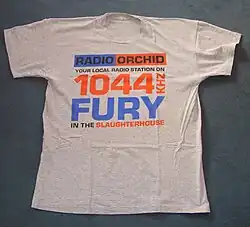 RADIO ORCHID
YOUR LOCAL RADIO STATION ON
1044 KHZ
FURY
IN THE SLAUGHTERHOUSE